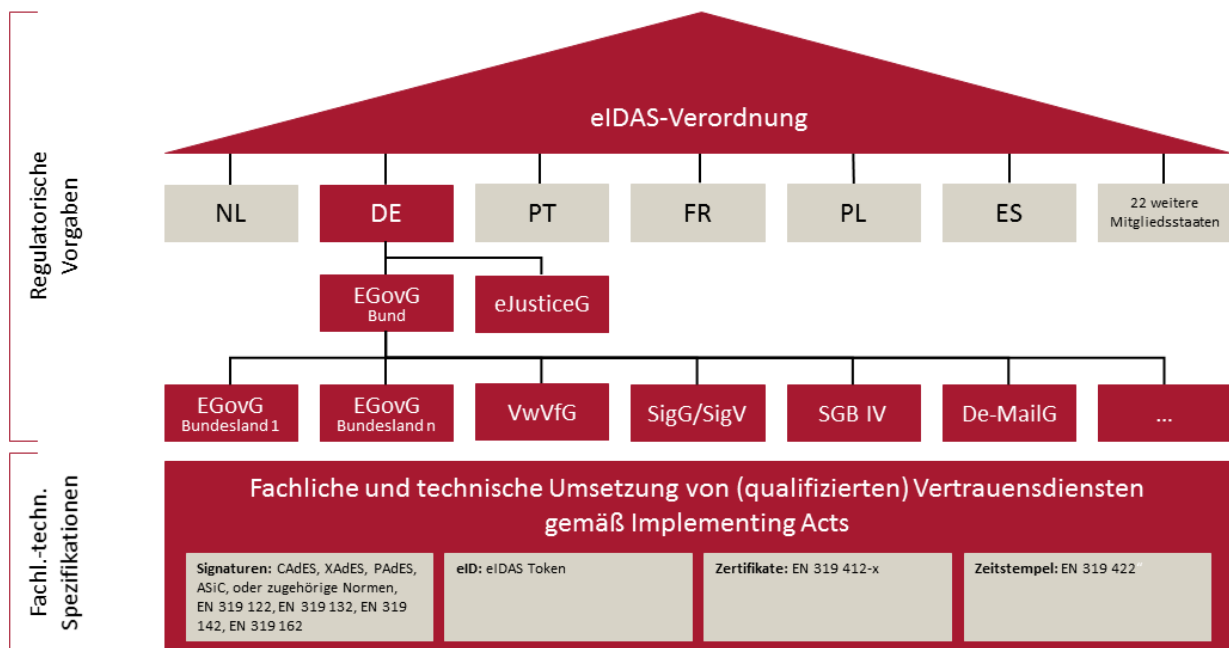 Regulatorische
Vorgaben
eIDAS-Verordnung
NL
DE
PT
FR
PL
ES
22 weitere
Mitgliedsstaaten
EGovG
Bund
eJusticeG
EGovG
Bundesland 1
EGovG
Bundesland n
VwVfG
SigG/SigV
SGB IV
De-MailG
...
Fachl.-techn.
Spezifikationen
Fachliche und technische Umsetzung von (qualifizierten) Vertrauensdiensten
gemäß Implementing Acts
Signaturen: CAdES, XAdES, PAdES,
ASiC, oder zugehörige Normen,
EN 319 122, EN 319 132, EN 319
142, EN 319 162
eID: eIDAS Token
Zertifikate: EN 319 412-x
Zeitstempel: EN 319 422